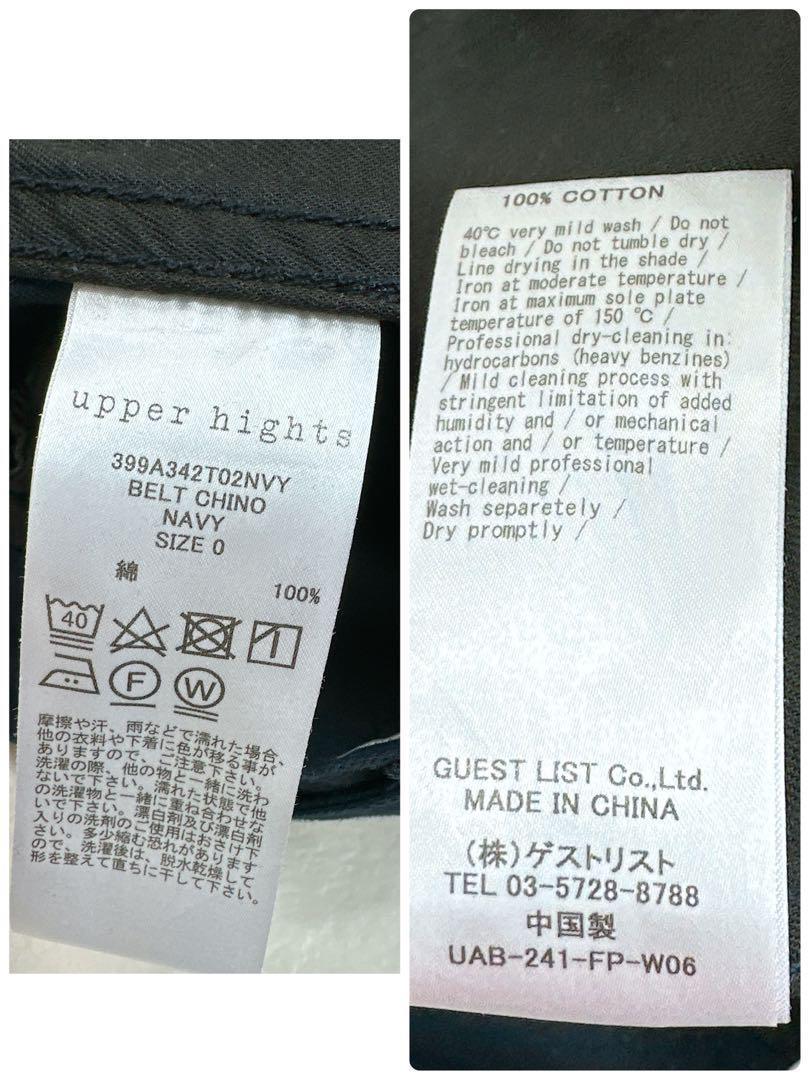 upper hights
399A342T02NVY
BELT CHINO
NAVY
SIZE 0
綿 100%
40
F W
摩擦や汗、雨などで濡れた場合、
他の衣料や下着に色が移る事が
ありますので、ご注意下さい。
洗濯の際、他の物と一緒に洗わ
ないで下さい。濡れた状態で他
の洗濯物と一緒に重ね合わせな
いで下さい。漂白剤及び漂白剤
入りの洗剤のご使用はおさけ下
さい。多少縮む恐れがあります
ので、洗濯後は、脱水乾燥して
形を整えて直ちに干して下さい。
100% COTTON
40℃ very mild wash / Do not
bleach / Do not tumble dry /
Line drying in the shade /
Iron at moderate temperature /
Iron at maximum sole plate
temperature of 150 ℃ /
Professional dry-cleaning in:
hydrocarbons (heavy benzines)
/ Mild cleaning process with
stringent limitation of added
humidity and / or mechanical
action and / or temperature /
Very mild professional
wet-cleaning /
Wash separetely /
Dry promptly /
GUEST LIST Co.,Ltd.
MADE IN CHINA
(株)ゲストリスト
TEL 03-5728-8788
中国製
UAB-241-FP-W06